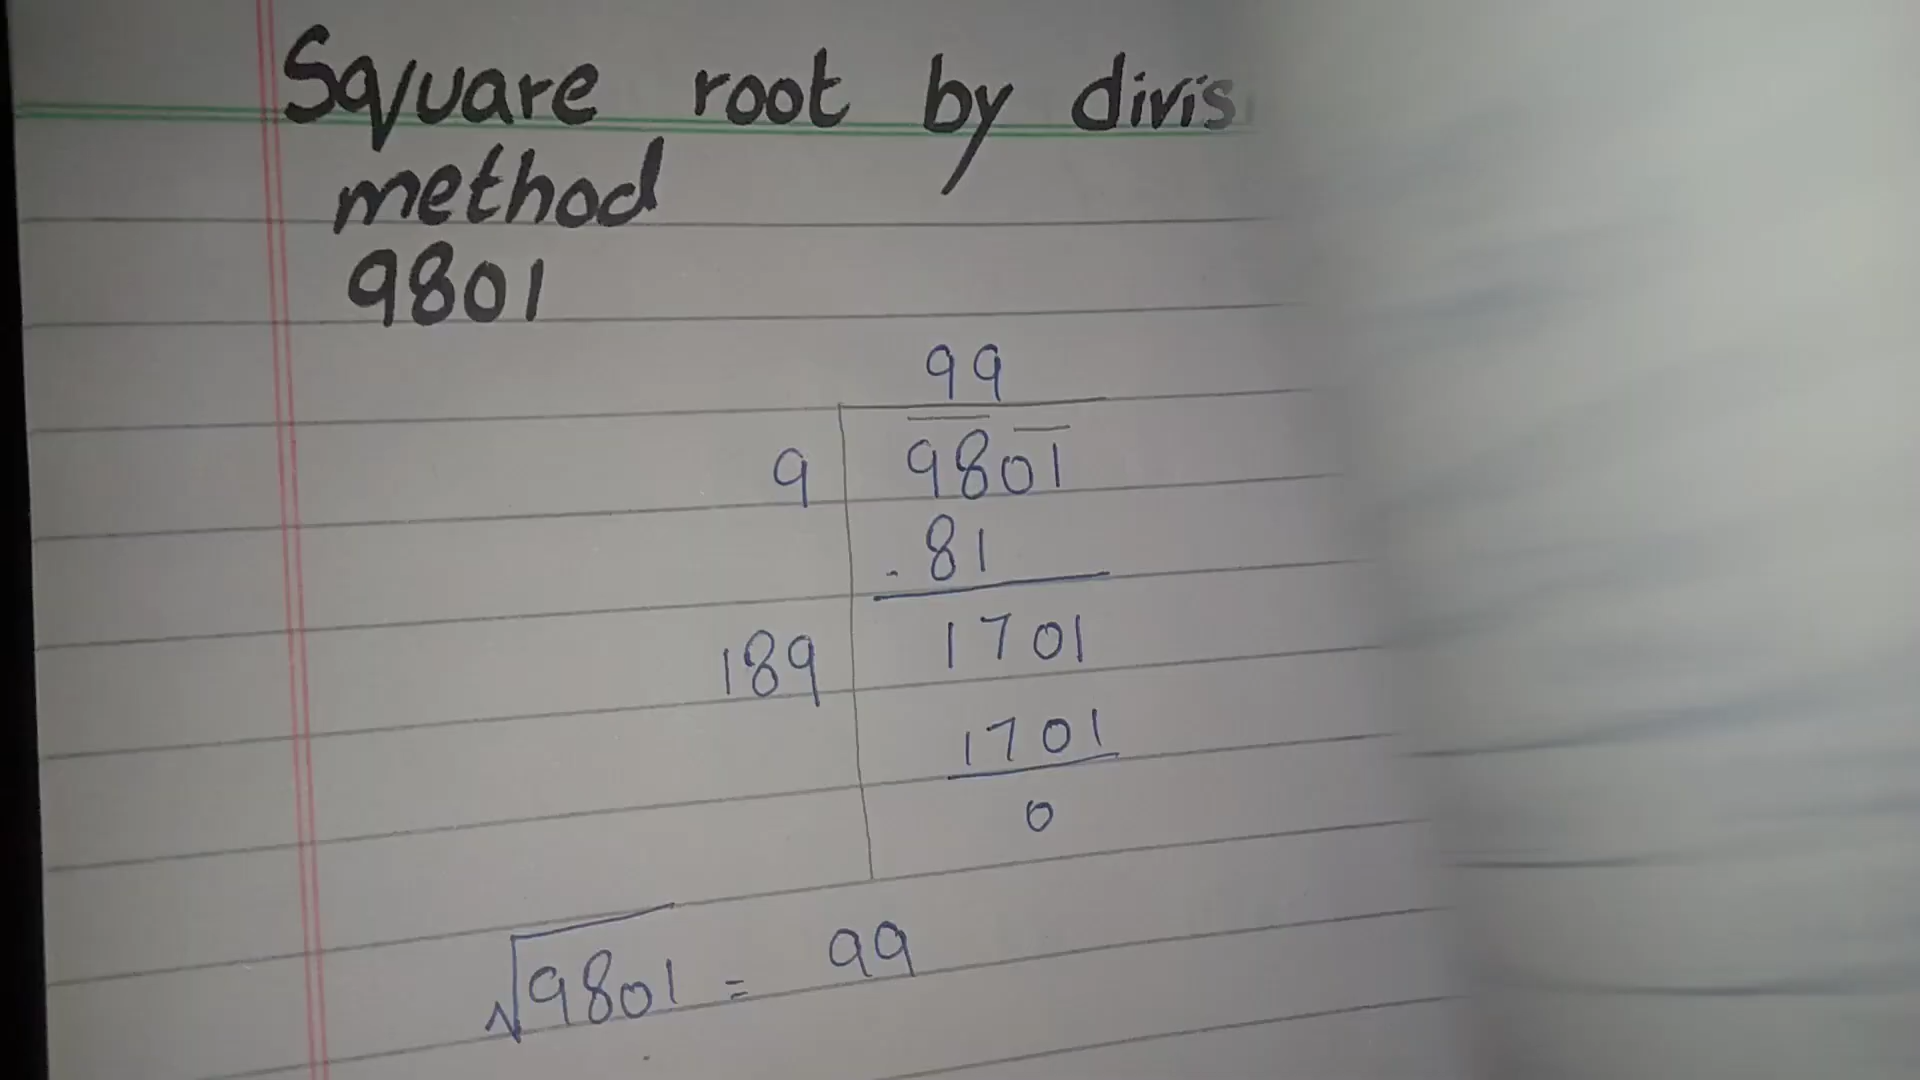 Square root by divis
method
9801
99
9 9801
- 81
189 1701
1701
0
√9801 = 99